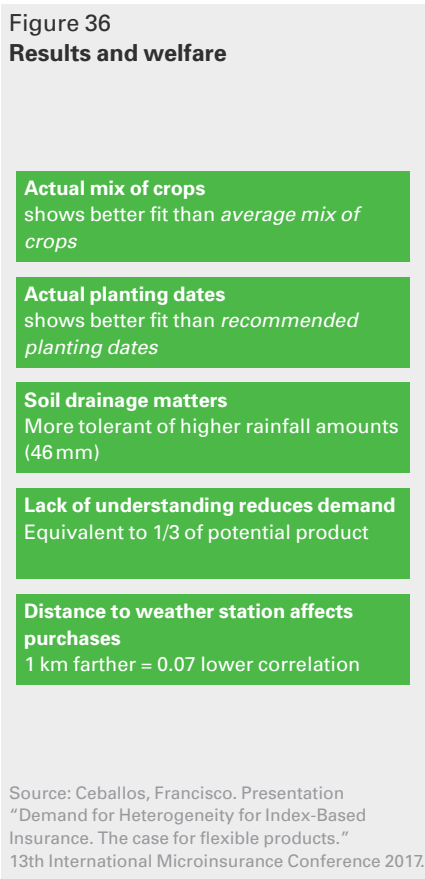 Figure 36
Results and welfare
Actual mix of crops
shows better fit than average mix of
crops
Actual planting dates
shows better fit than recommended
planting dates
Soil drainage matters
More tolerant of higher rainfall amounts
(46 mm)
Lack of understanding reduces demand
Equivalent to 1/3 of potential product
Distance to weather station affects
purchases
1 km farther = 0.07 lower correlation
Source: Ceballos, Francisco. Presentation
“Demand for Heterogeneity for Index-Based
Insurance. The case for flexible products.”
13th International Microinsurance Conference 2017.